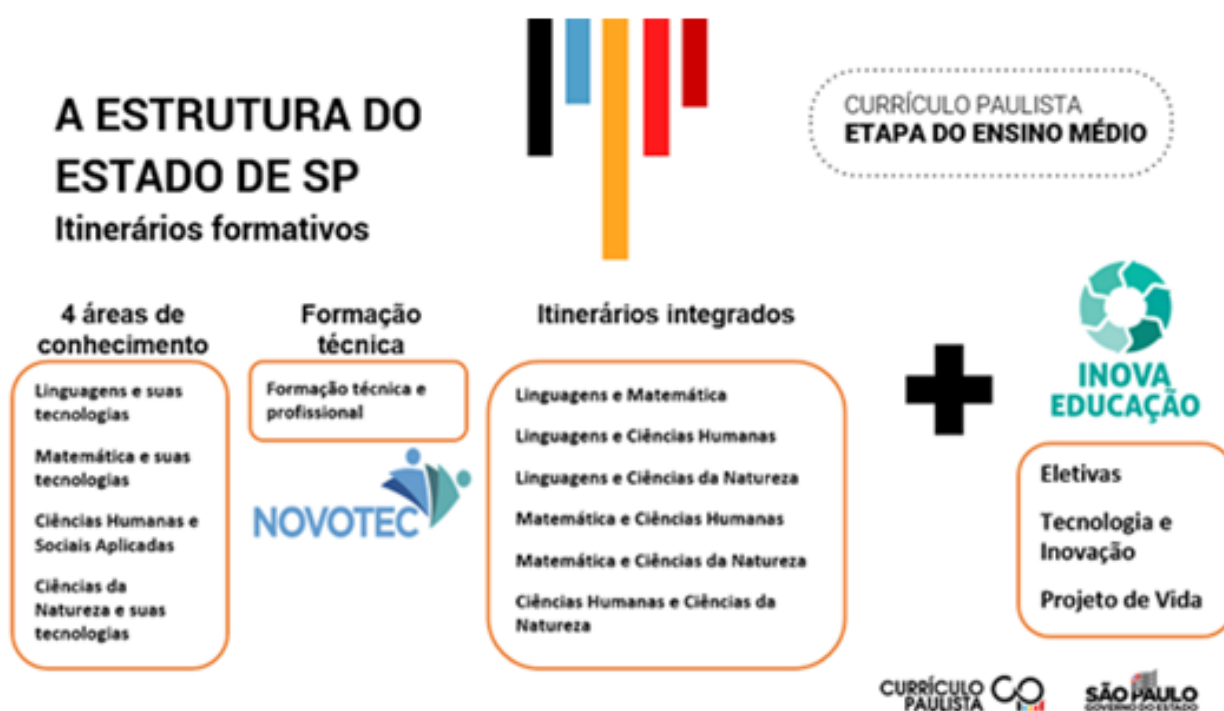 A ESTRUTURA DO
ESTADO DE SP
Itinerários formativos
CURRÍCULO PAULISTA
ETAPA DO ENSINO MÉDIO
4 áreas de
conhecimento
Linguagens e suas
tecnologias
Matemática e suas
tecnologias
Ciências Humanas e
Sociais Aplicadas
Ciências da
Natureza e suas
tecnologias
Formação
técnica
Formação técnica e
profissional
NOVOTEC
Itinerários integrados
Linguagens e Matemática
Linguagens e Ciências Humanas
Linguagens e Ciências da Natureza
Matemática e Ciências Humanas
Matemática e Ciências da Natureza
Ciências Humanas e Ciências da
Natureza
INOVA
EDUCAÇÃO
Eletivas
Tecnologia e
Inovação
Projeto de Vida
CURRÍCULO
PAULISTA
SÃO PAULO
GOVERNO DO ESTADO